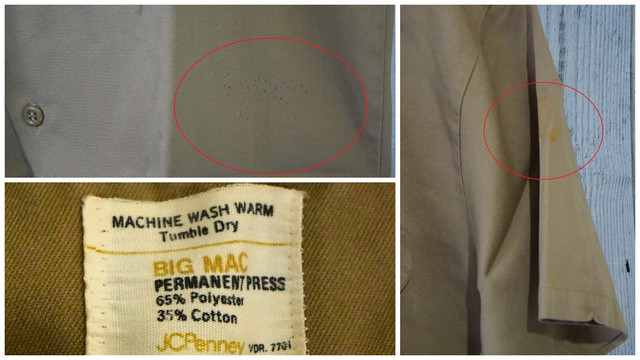 MACHINE WASH WARM
Tumble Dry
BIG MAC
PERMANENT PRESS
65% Polyester
35% Cotton
JCPenney VDR. 7701